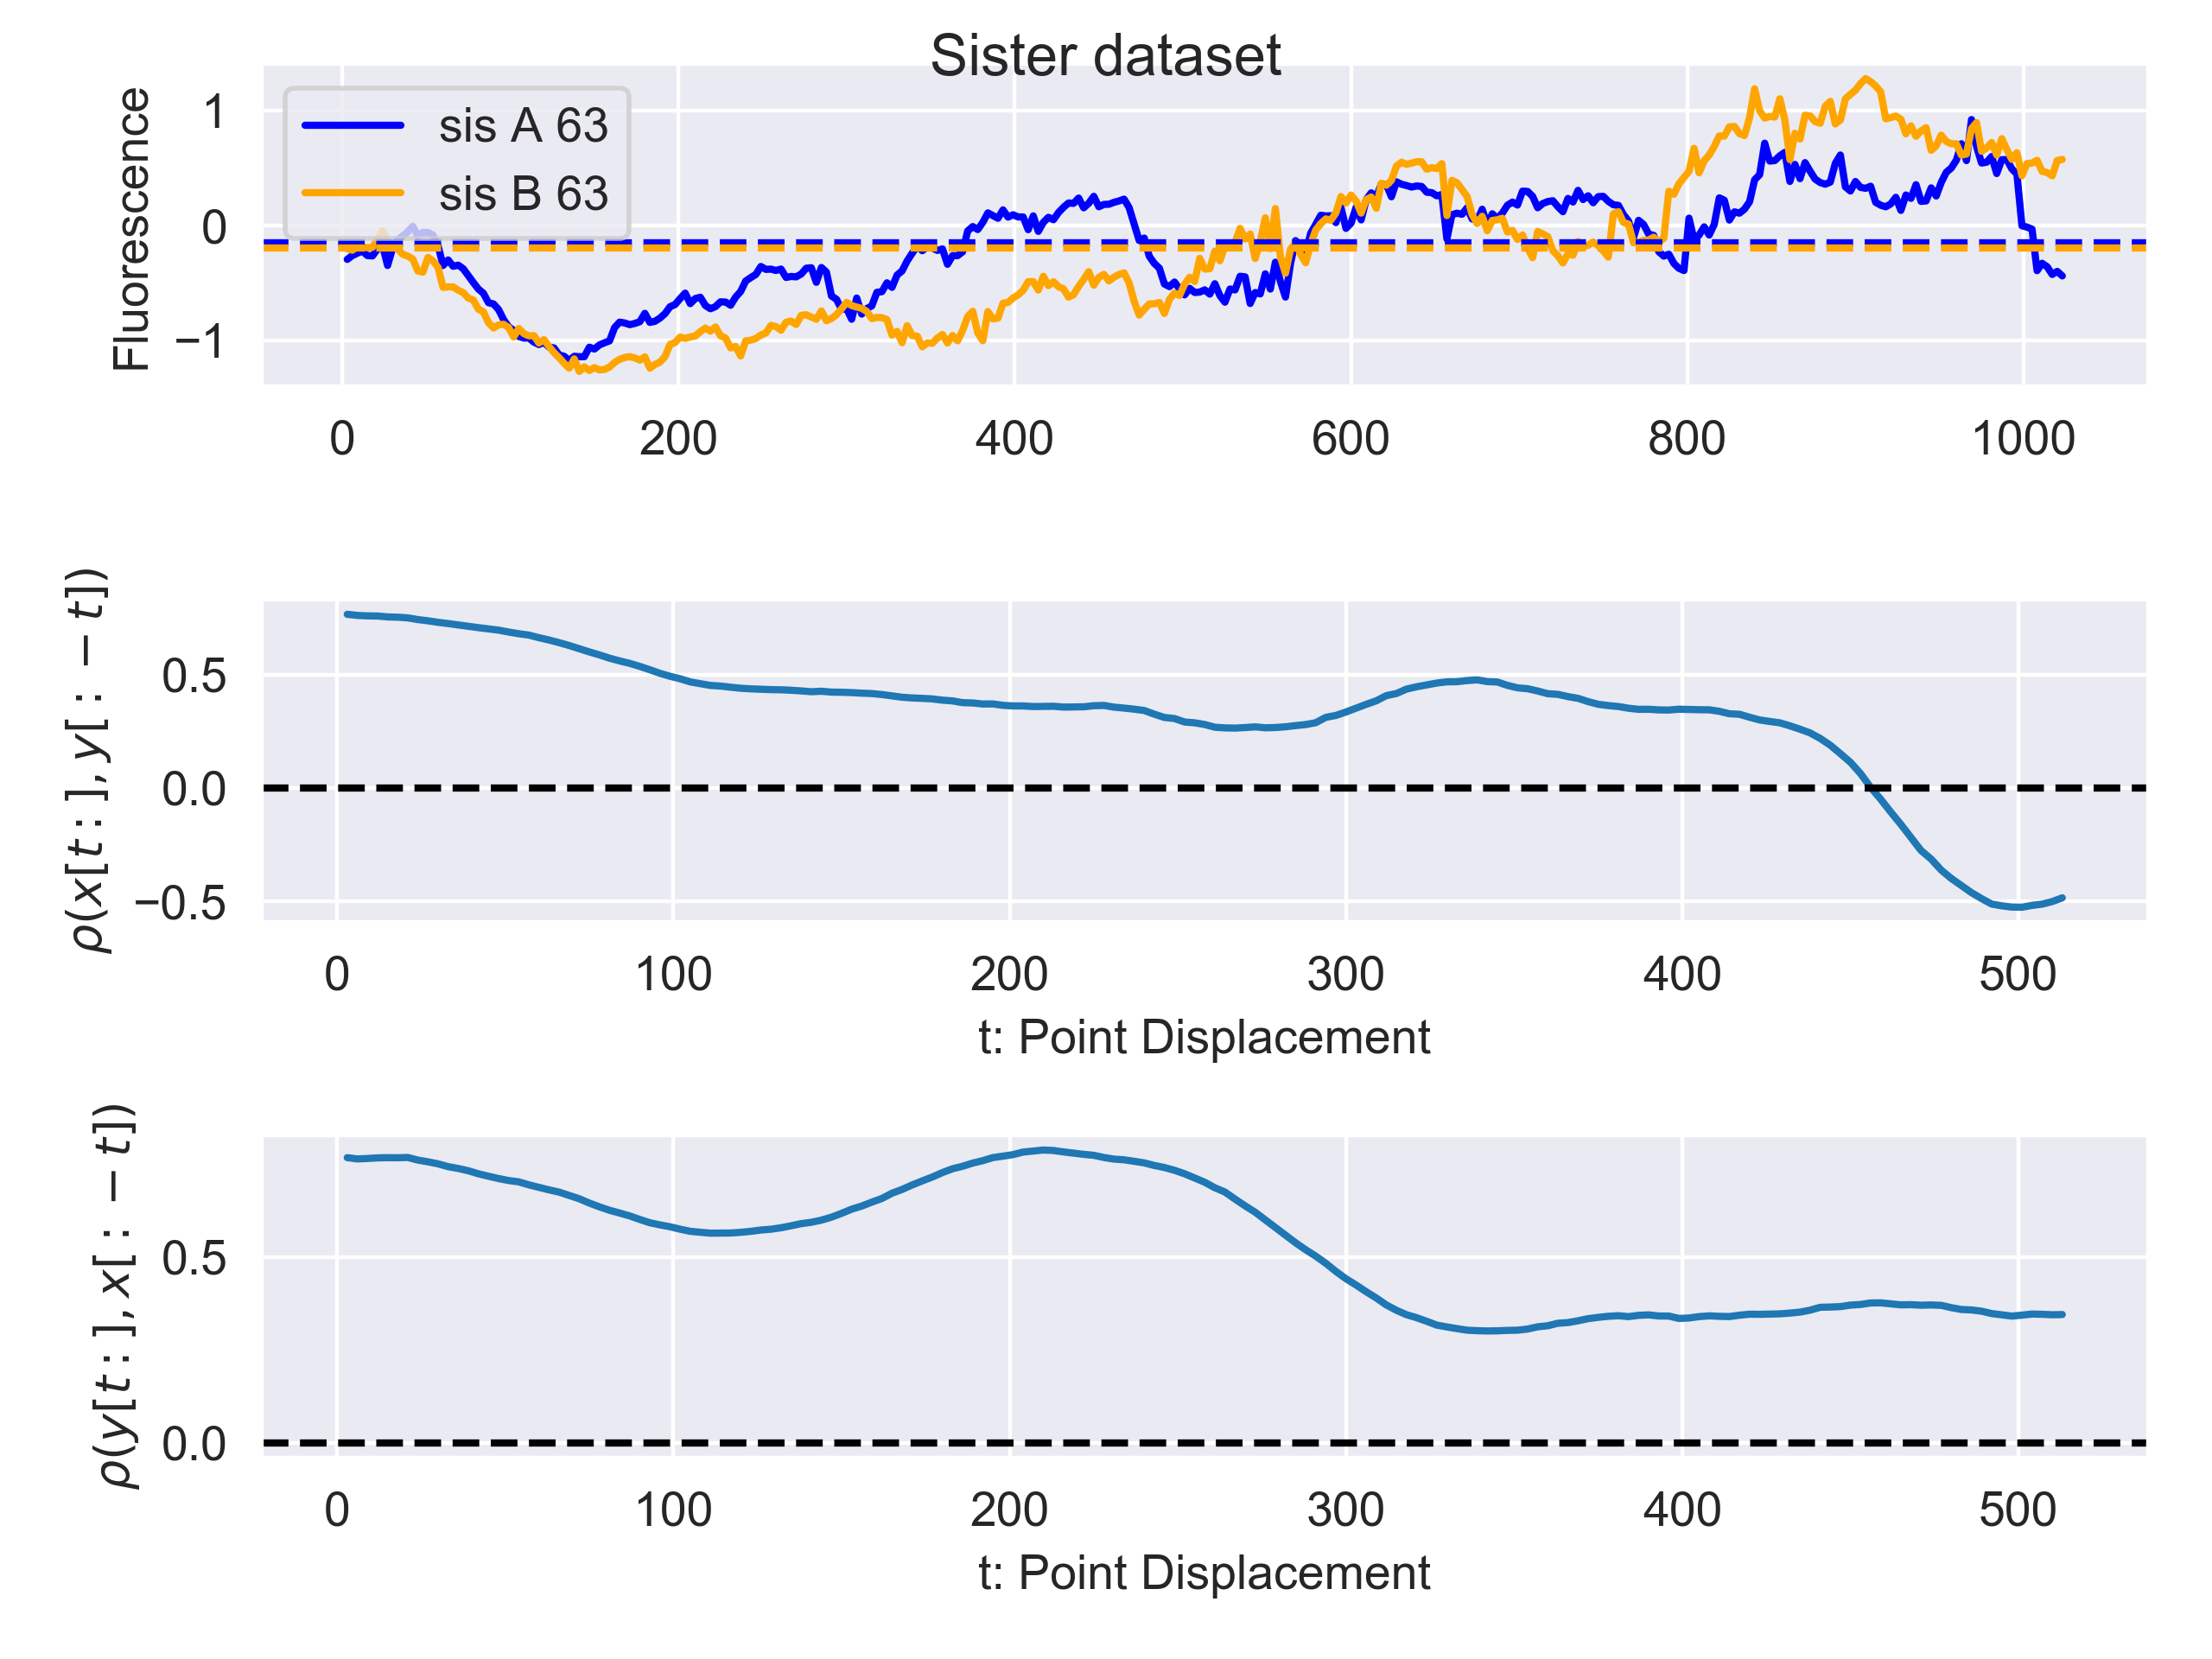 Sister dataset
Fluorescence
sis A 63
sis B 63
1
0
−1
0 200 400 600 800 1000
ρ(x[t:], y[: −t])
0.5
0.0
−0.5
0 100 200 300 400 500
t: Point Displacement
ρ(y[t:], x[: −t])
0.5
0.0
0 100 200 300 400 500
t: Point Displacement